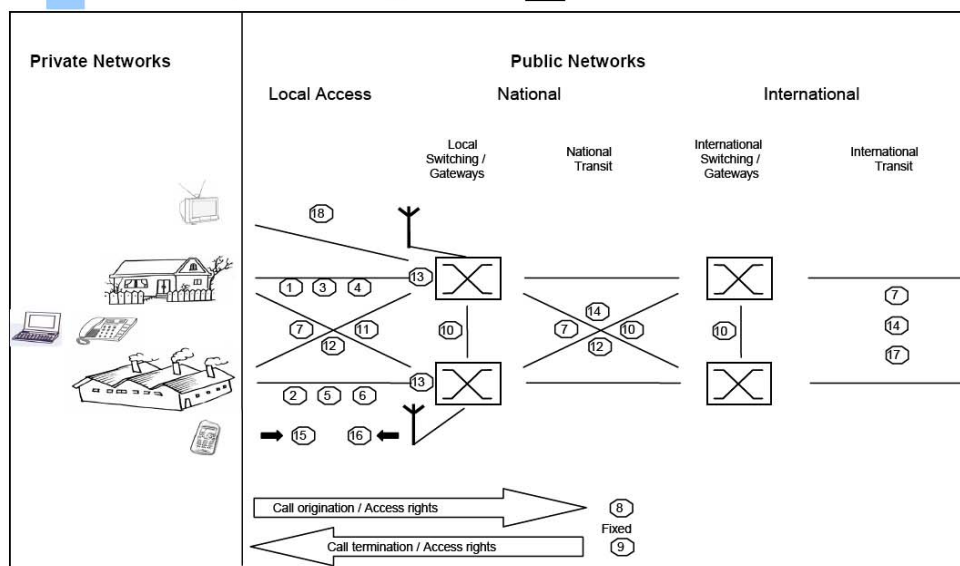 Private Networks
Public Networks
Local Access
National
International
Local
Switching /
Gateways
National
Transit
International
Switching /
Gateways
International
Transit
18
13
1 3 4
7
14
7 11
10
7 10
10
14
12
12
17
13
2 5 6
15 16
Call origination / Access rights
8
Fixed
Call termination / Access rights
9